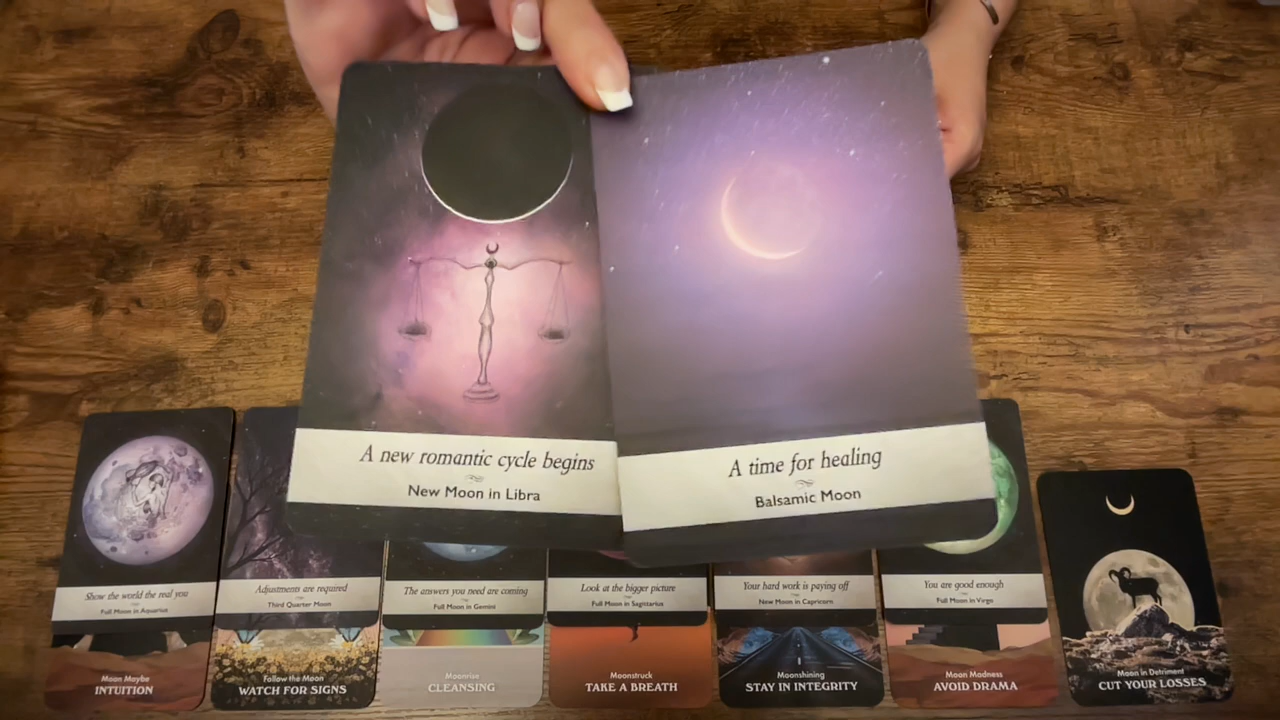 A new romantic cycle begins
New Moon in Libra
A time for healing
Balsamic Moon
Show the world the real you
Full Moon in Aquarius
Adjustments are required
Third Quarter Moon
The answers you need are coming
Full Moon in Gemini
Look at the bigger picture
Full Moon in Sagittarius
Your hard work is paying off
New Moon in Capricorn
You are good enough
Full Moon in Virgo
Moon Maybe
INTUITION
Follow the Moon
WATCH FOR SIGNS
Moonrise
CLEANSING
Moonstruck
TAKE A BREATH
Moonshining
STAY IN INTEGRITY
Moon Madness
AVOID DRAMA
Moon in Detriment
CUT YOUR LOSSES